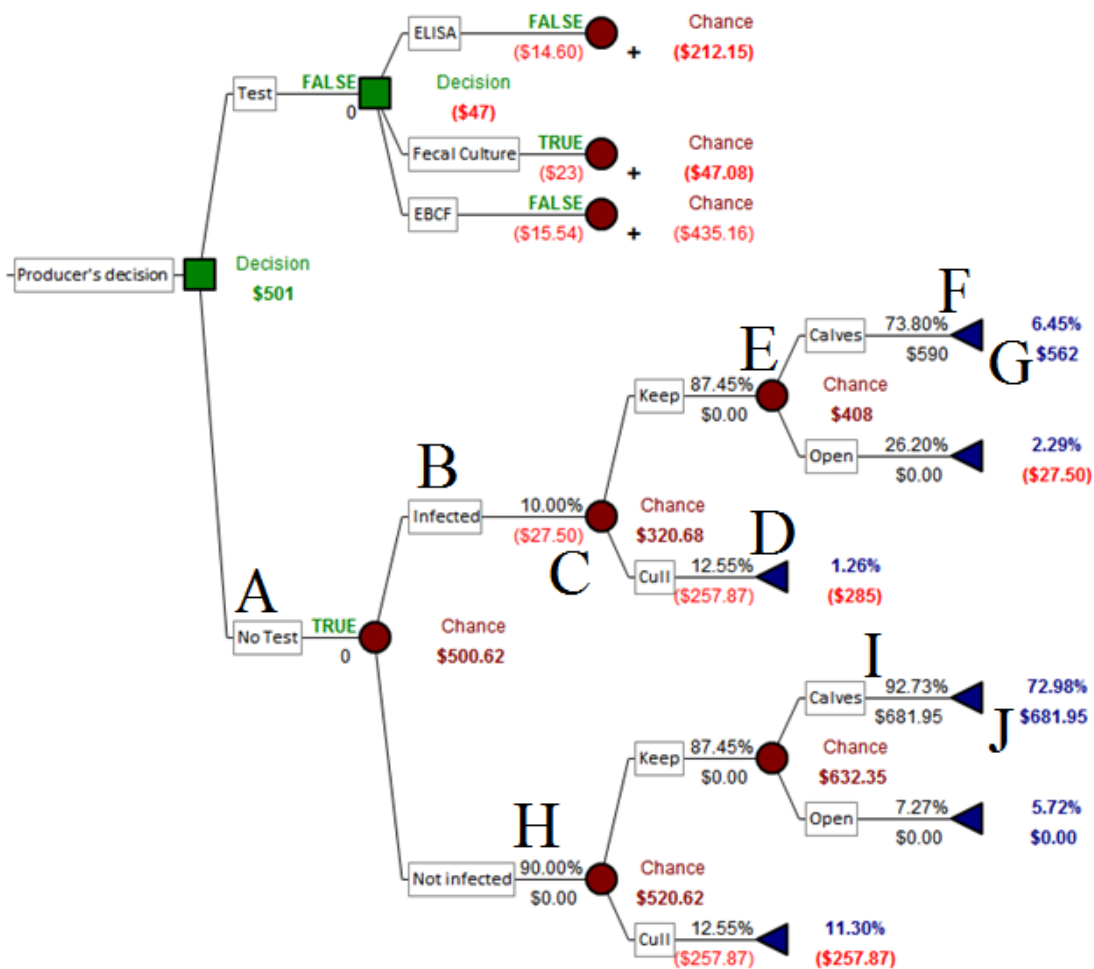 ELISA FALSE Chance
($14.60) + ($212.15)
Test FALSE Decision
0 ($47)
Fecal Culture TRUE Chance
($23) + ($47.08)
EBCF FALSE Chance
($15.54) + ($435.16)
Producer's decision Decision
$501
F
Calves 73.80% 6.45%
$590 G $562
E
Keep 87.45% Chance
$0.00 $408
Open 26.20% 2.29%
$0.00 ($27.50)
B
Infected 10.00% Chance
($27.50) $320.68
D
C
Cull 12.55% 1.26%
($257.87) ($285)
A
No Test TRUE Chance
0 $500.62
I
Calves 92.73% 72.98%
$681.95 J $681.95
Keep 87.45% Chance
$0.00 $632.35
Open 7.27% 5.72%
$0.00 $0.00
H
Not infected 90.00% Chance
$0.00 $520.62
Cull 12.55% 11.30%
($257.87) ($257.87)